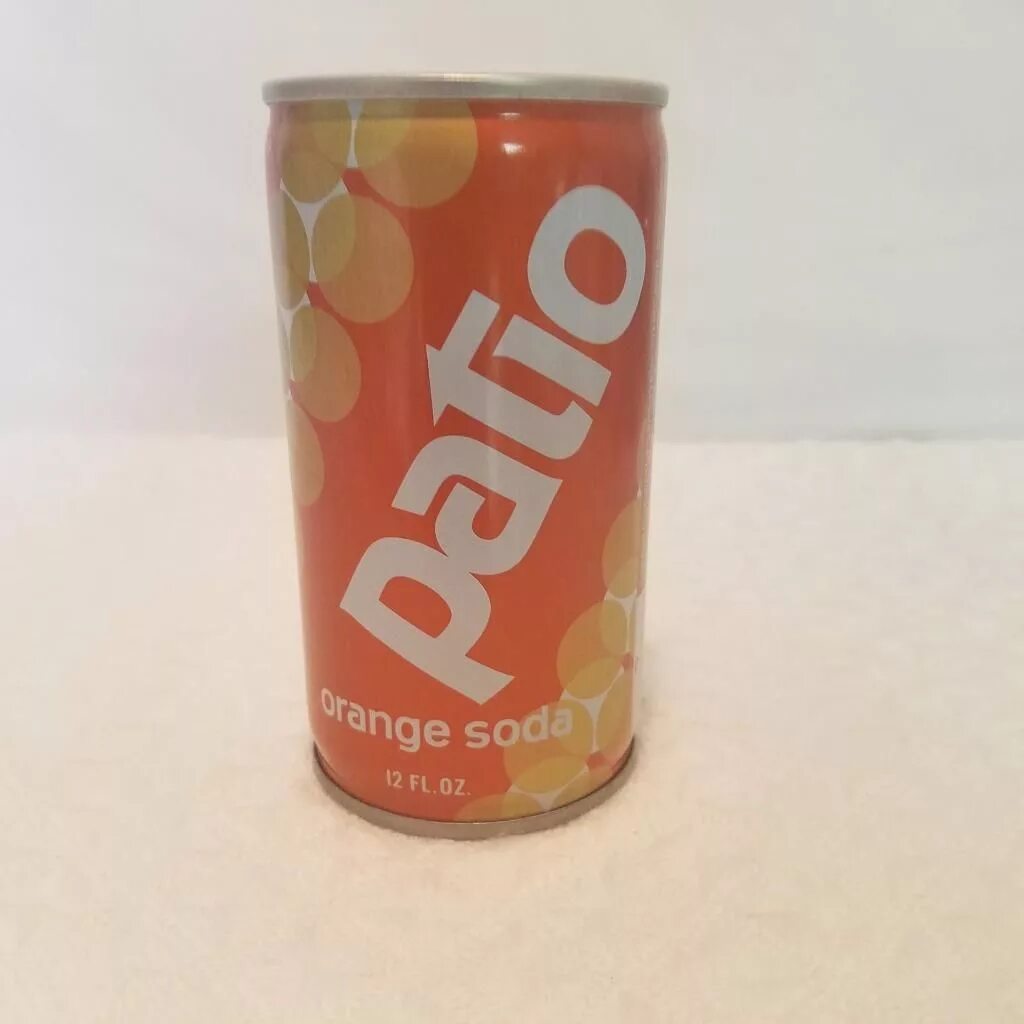 patio
orange soda
12 FL.OZ.